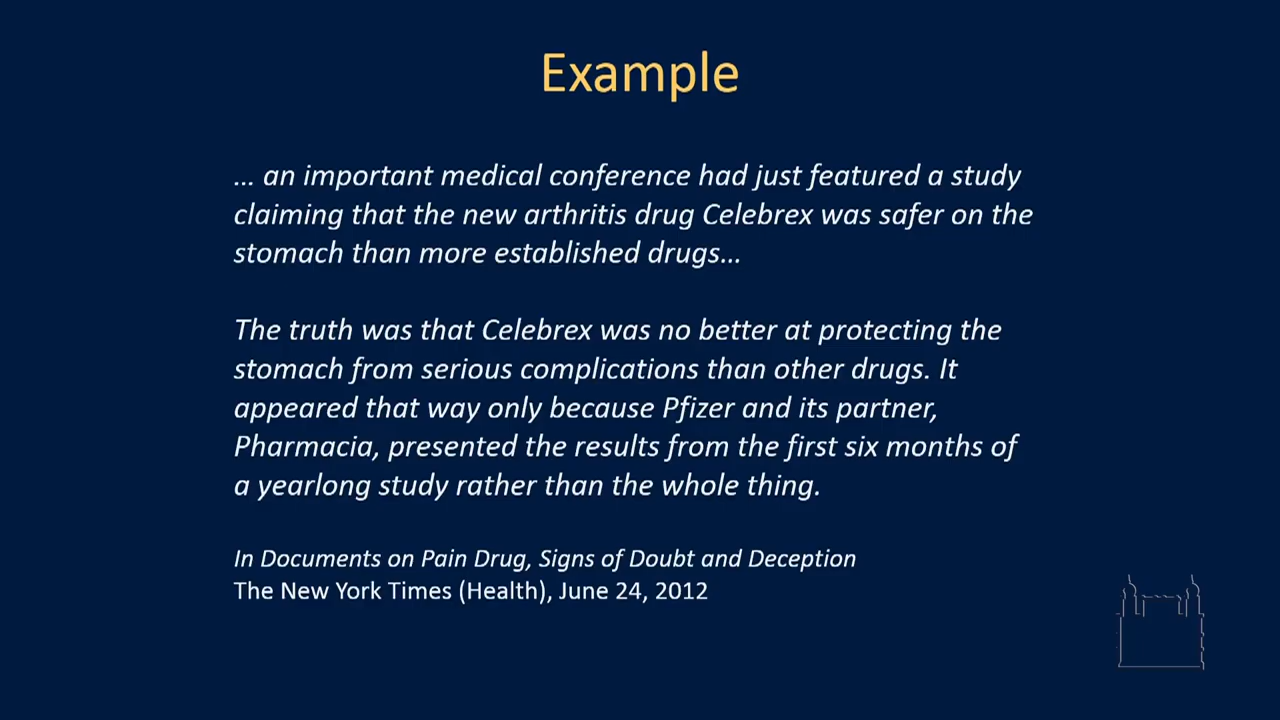 Example
... an important medical conference had just featured a study
claiming that the new arthritis drug Celebrex was safer on the
stomach than more established drugs...
The truth was that Celebrex was no better at protecting the
stomach from serious complications than other drugs. It
appeared that way only because Pfizer and its partner,
Pharmacia, presented the results from the first six months of
a yearlong study rather than the whole thing.
In Documents on Pain Drug, Signs of Doubt and Deception
The New York Times (Health), June 24, 2012